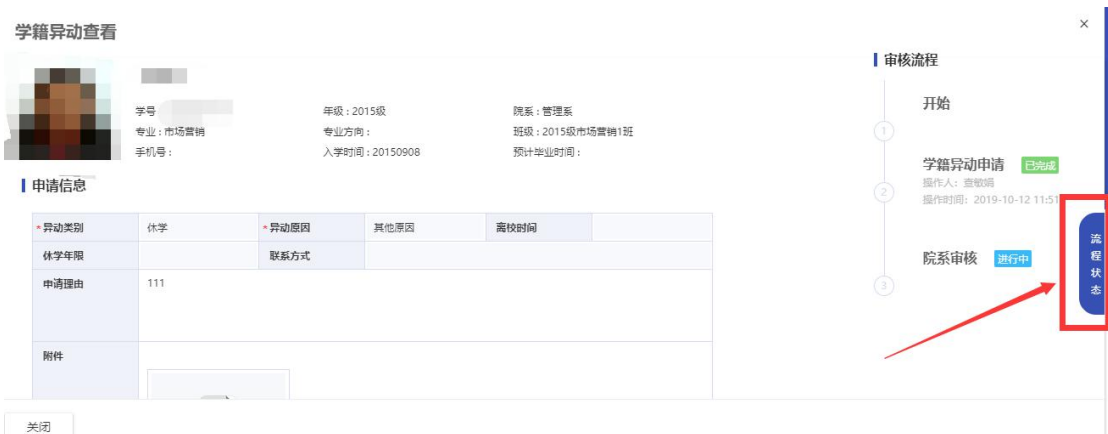 学籍异动查看
×
学号
年级：2015级
院系：管理系
专业：市场营销
专业方向：
班级：2015级市场营销1班
手机号：
入学时间：20150908
预计毕业时间：
申请信息
* 异动类别
休学
* 异动原因
其他原因
离校时间
休学年限
联系方式
申请理由
111
附件
关闭
审核流程
开始
1
学籍异动申请 已完成
操作人：查敏娟
操作时间：2019-10-12 11:51
2
院系审核 进行中
3
流程状态